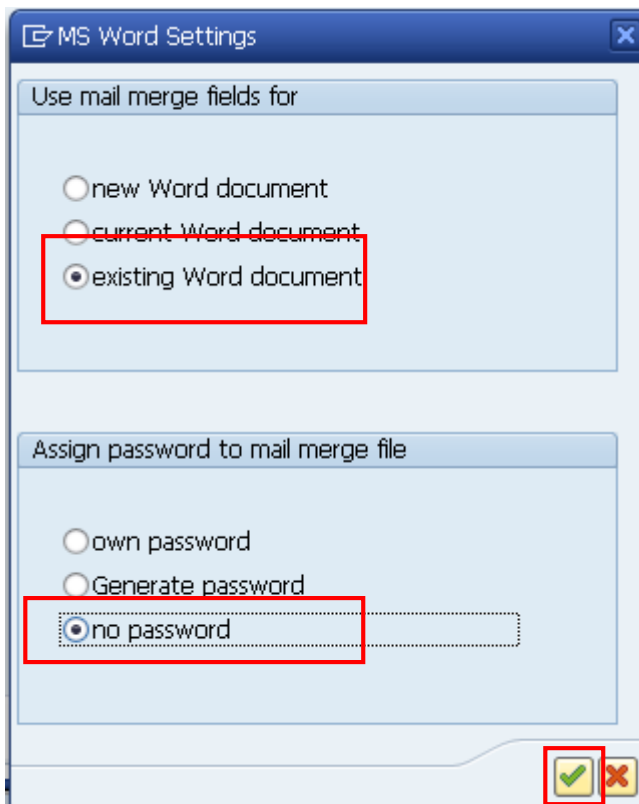 MS Word Settings
Use mail merge fields for
new Word document
current Word document
existing Word document
Assign password to mail merge file
own password
Generate password
no password